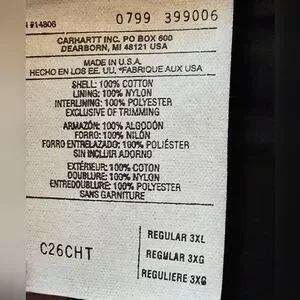 #14806 0799 399006
CARHARTT INC. PO BOX 600
DEARBORN, MI 48121 USA
MADE IN U.S.A.
HECHO EN LOS EE. UU. *FABRIQUE AUX USA
SHELL: 100% COTTON
LINING: 100% NYLON
INTERLINING: 100% POLYESTER
EXCLUSIVE OF TRIMMING
ARMAZÓN: 100% ALGODÓN
FORRO: 100% NILÓN
FORRO ENTRELAZADO: 100% POLIÉSTER
SIN INCLUIR ADORNO
EXTÉRIEUR: 100% COTON
DOUBLURE: 100% NYLON
ENTREDOUBLURE: 100% POLYESTER
SANS GARNITURE
C26CHT
REGULAR 3XL
REGULAR 3XG
REGULIERE 3XG